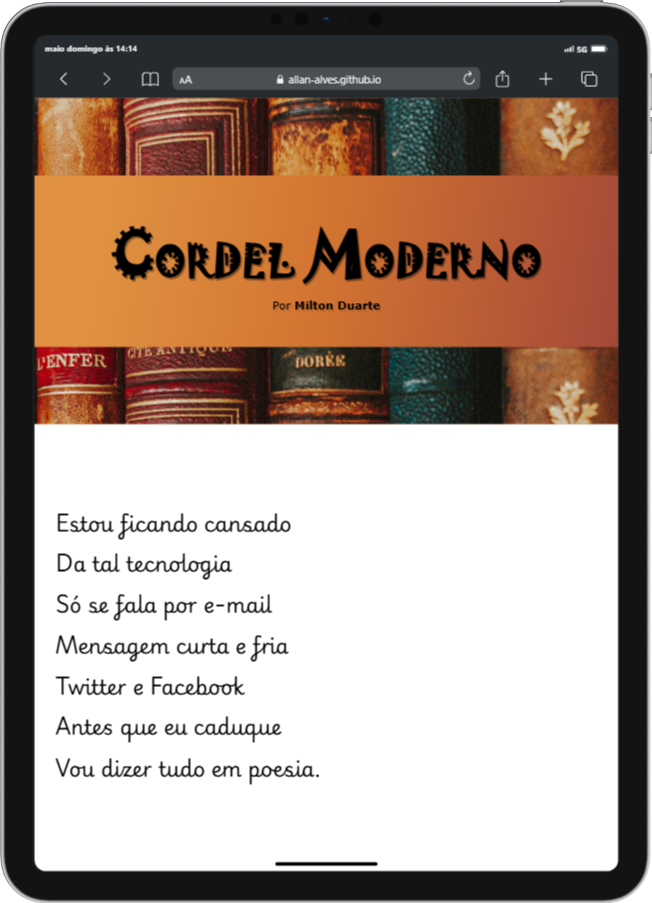 maio domingo às 14:14
5G
AA
allan-alves.github.io
Cordel Moderno
Por Milton Duarte
L'ENFER
CITÉ ANTIQUE
DORÉE
Estou ficando cansado
Da tal tecnologia
Só se fala por e-mail
Mensagem curta e fria
Twitter e Facebook
Antes que eu caduque
Vou dizer tudo em poesia.